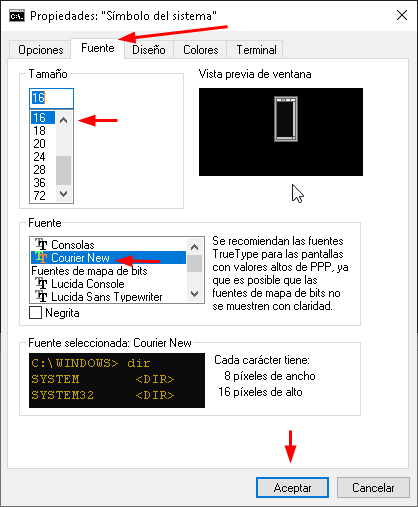 Propiedades: "Símbolo del sistema"
Opciones Fuente Diseño Colores Terminal
Tamaño
16
16
18
20
24
28
36
72
Vista previa de ventana
Fuente
Consolas
Courier New
Fuentes de mapa de bits
Lucida Console
Lucida Sans Typewriter
Negrita
Se recomiendan las fuentes
TrueType para las pantallas
con valores altos de PPP, ya
que es posible que las
fuentes de mapa de bits no
se muestren con claridad.
Fuente seleccionada: Courier New
C:\WINDOWS> dir
SYSTEM <DIR>
SYSTEM32 <DIR>
Cada carácter tiene:
8 píxeles de ancho
16 píxeles de alto
Aceptar Cancelar